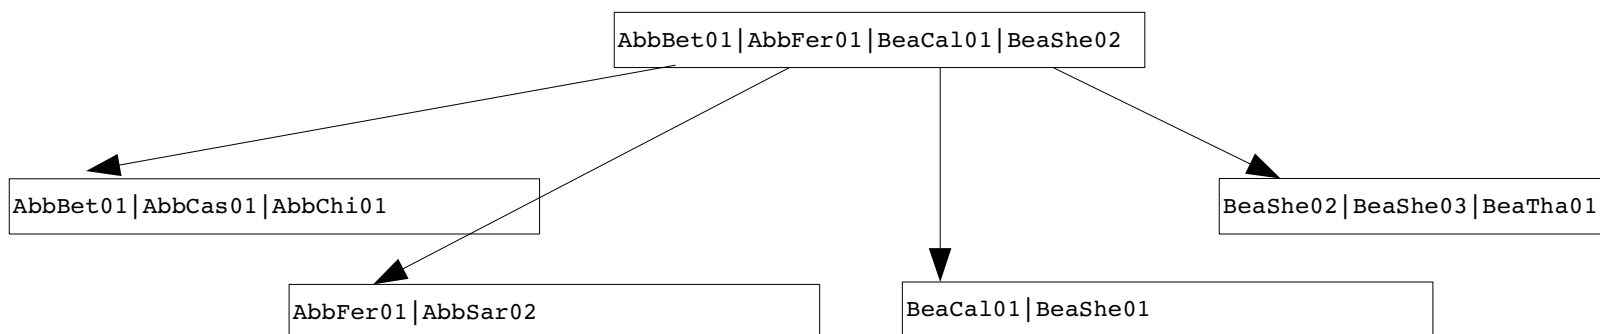 AbbBet01|AbbFer01|BeaCal01|BeaShe02
AbbBet01|AbbCas01|AbbChi01
BeaShe02|BeaShe03|BeaTha01
AbbFer01|AbbSar02
BeaCal01|BeaShe01